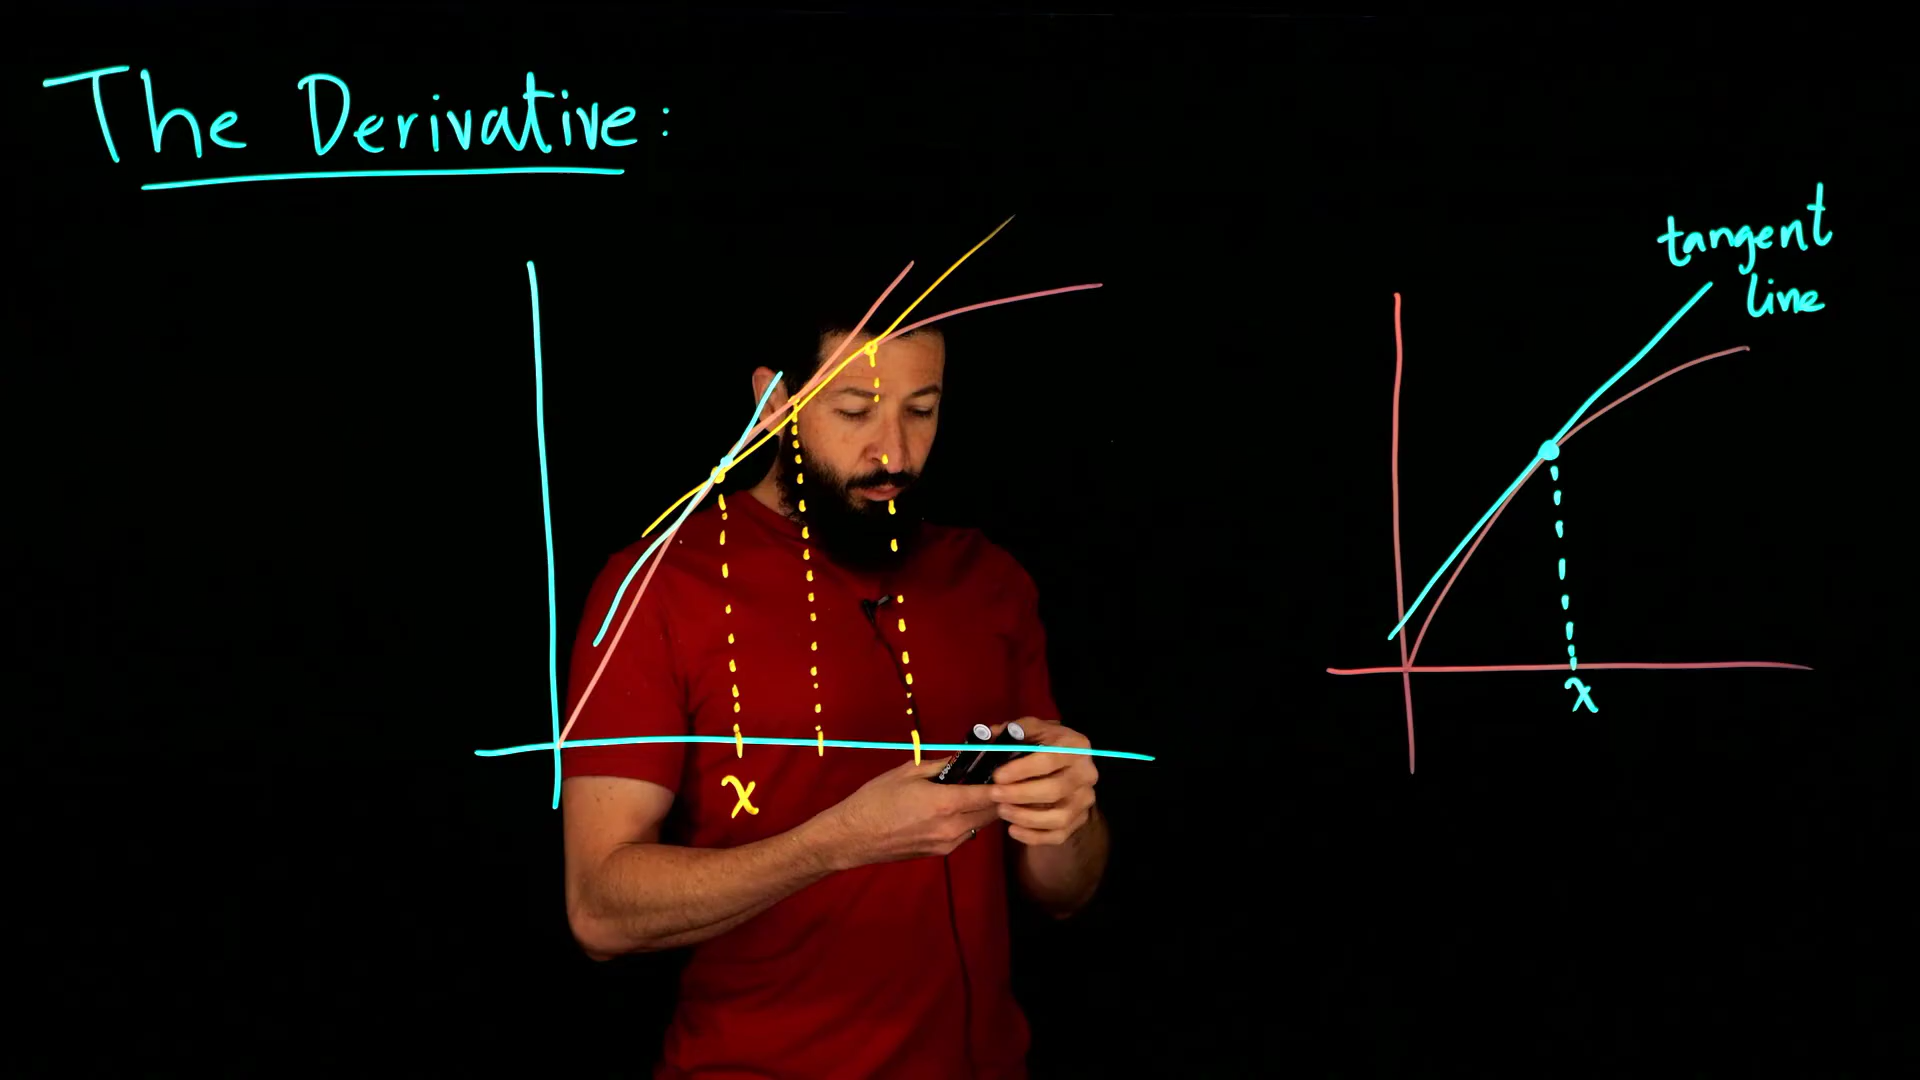 The Derivative:
tangent
line
x
x